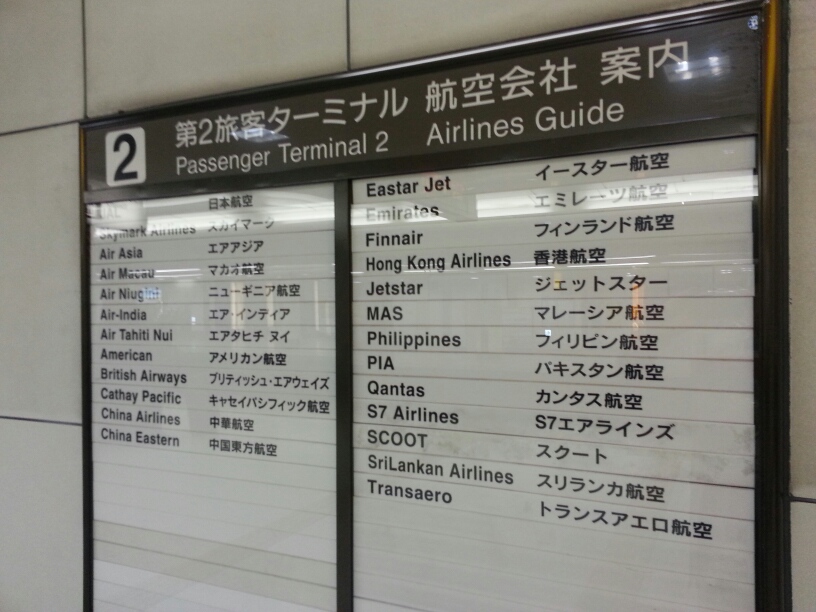 2
第2旅客ターミナル 航空会社 案内
Passenger Terminal 2 Airlines Guide
JAL 日本航空
Skymark Airlines スカイマーク
Air Asia エアアジア
Air Macau マカオ航空
Air Niugini ニューギニア航空
Air-India エア・インディア
Air Tahiti Nui エアタヒチ ヌイ
American アメリカン航空
British Airways ブリティッシュ・エアウェイズ
Cathay Pacific キャセイパシフィック航空
China Airlines 中華航空
China Eastern 中国東方航空
Eastar Jet イースター航空
Emirates エミレーツ航空
Finnair フィンランド航空
Hong Kong Airlines 香港航空
Jetstar ジェットスター
MAS マレーシア航空
Philippines フィリピン航空
PIA パキスタン航空
Qantas カンタス航空
S7 Airlines S7エアラインズ
SCOOT スクート
SriLankan Airlines スリランカ航空
Transaero トランスアエロ航空